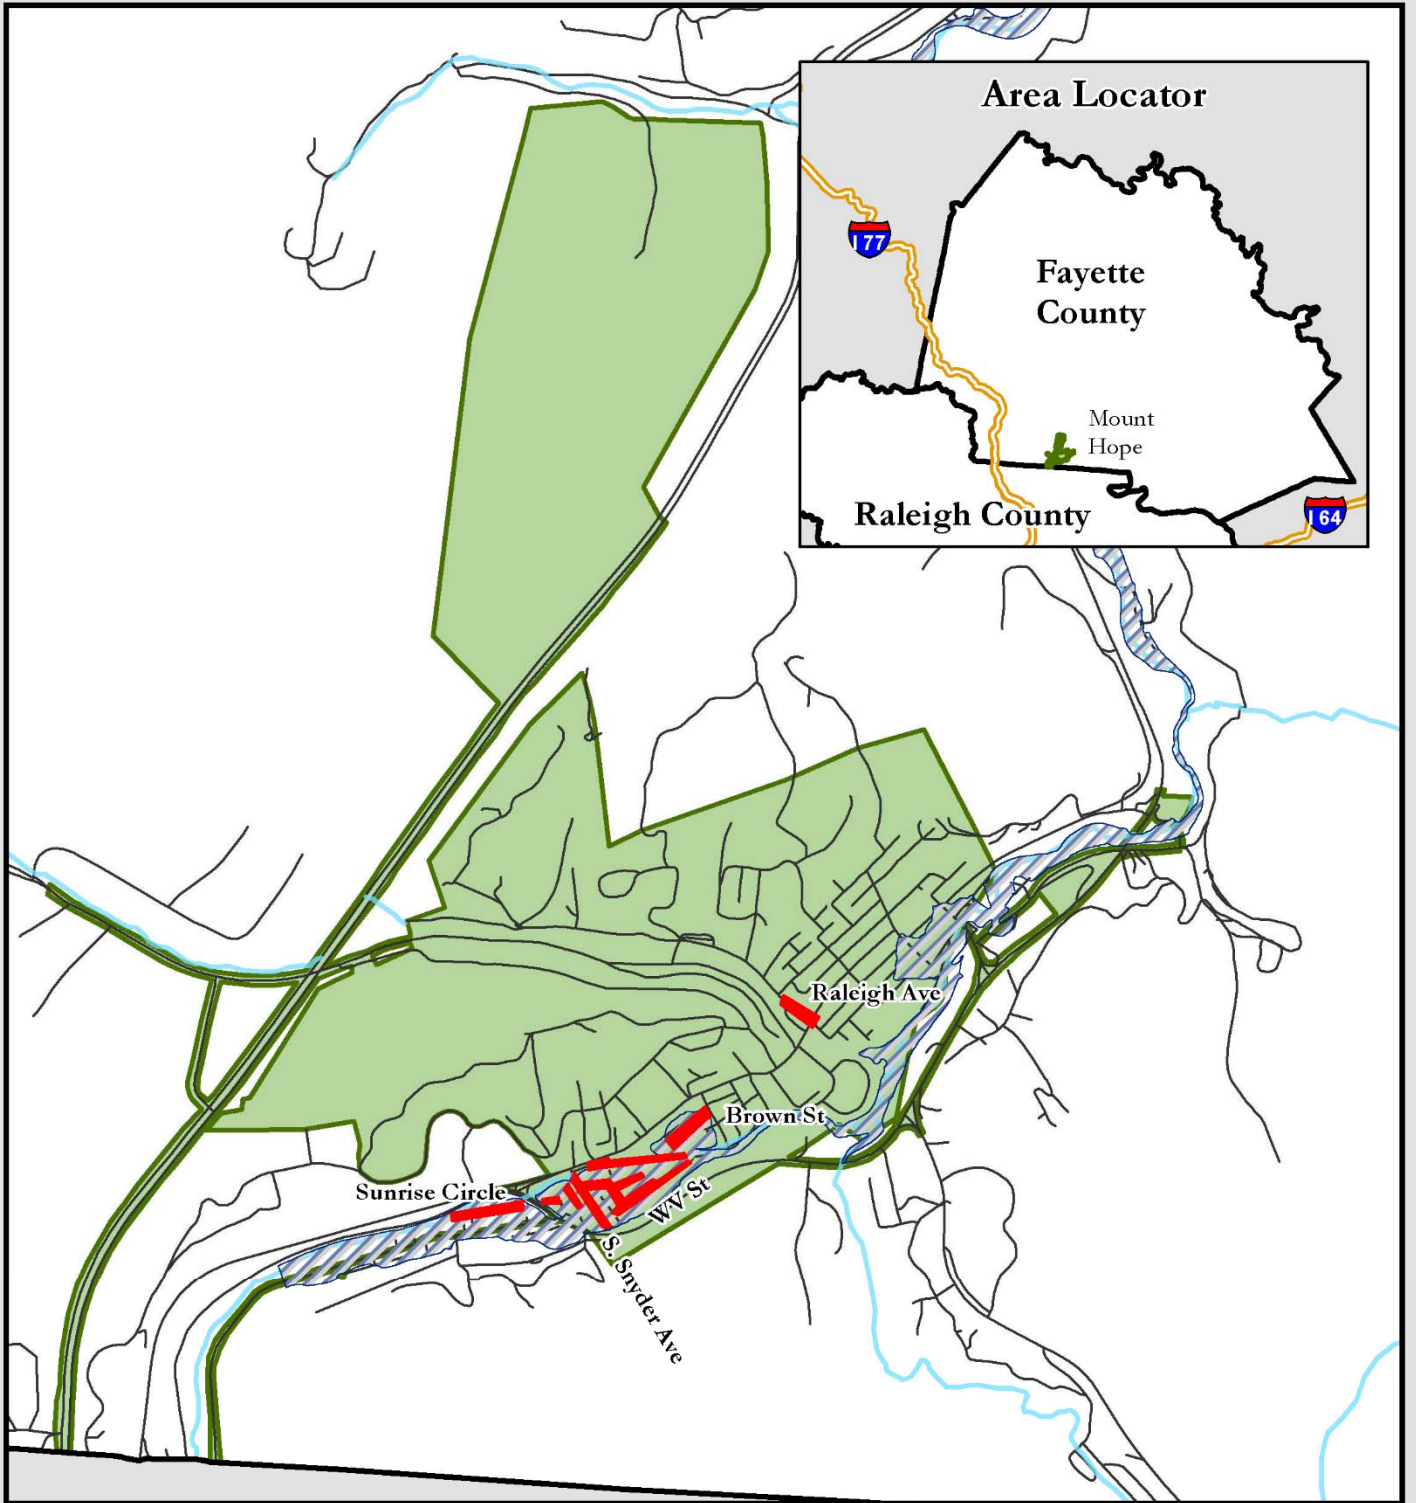 Area Locator
I 77
Fayette
County
Mount
Hope
Raleigh County
I 64
Raleigh Ave
Brown St
Sunrise Circle
WV St
S. Snyder Ave